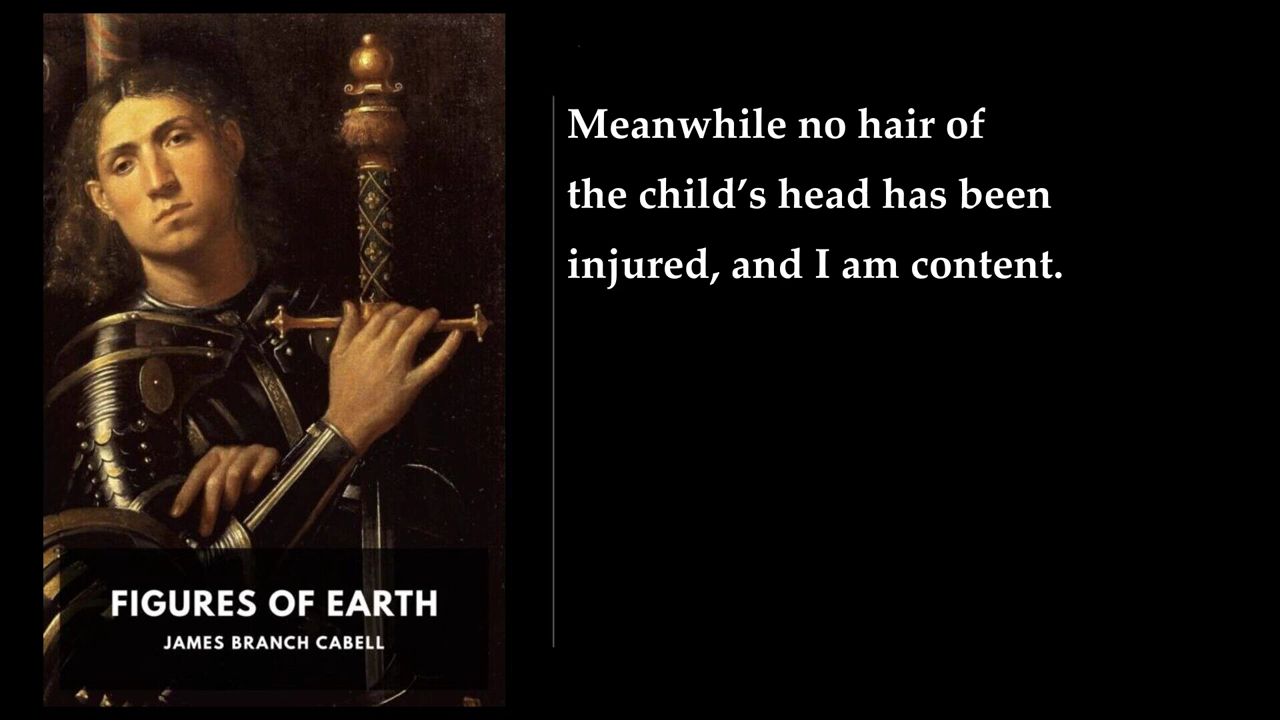 Meanwhile no hair of
the child’s head has been
injured, and I am content.
FIGURES OF EARTH
JAMES BRANCH CABELL